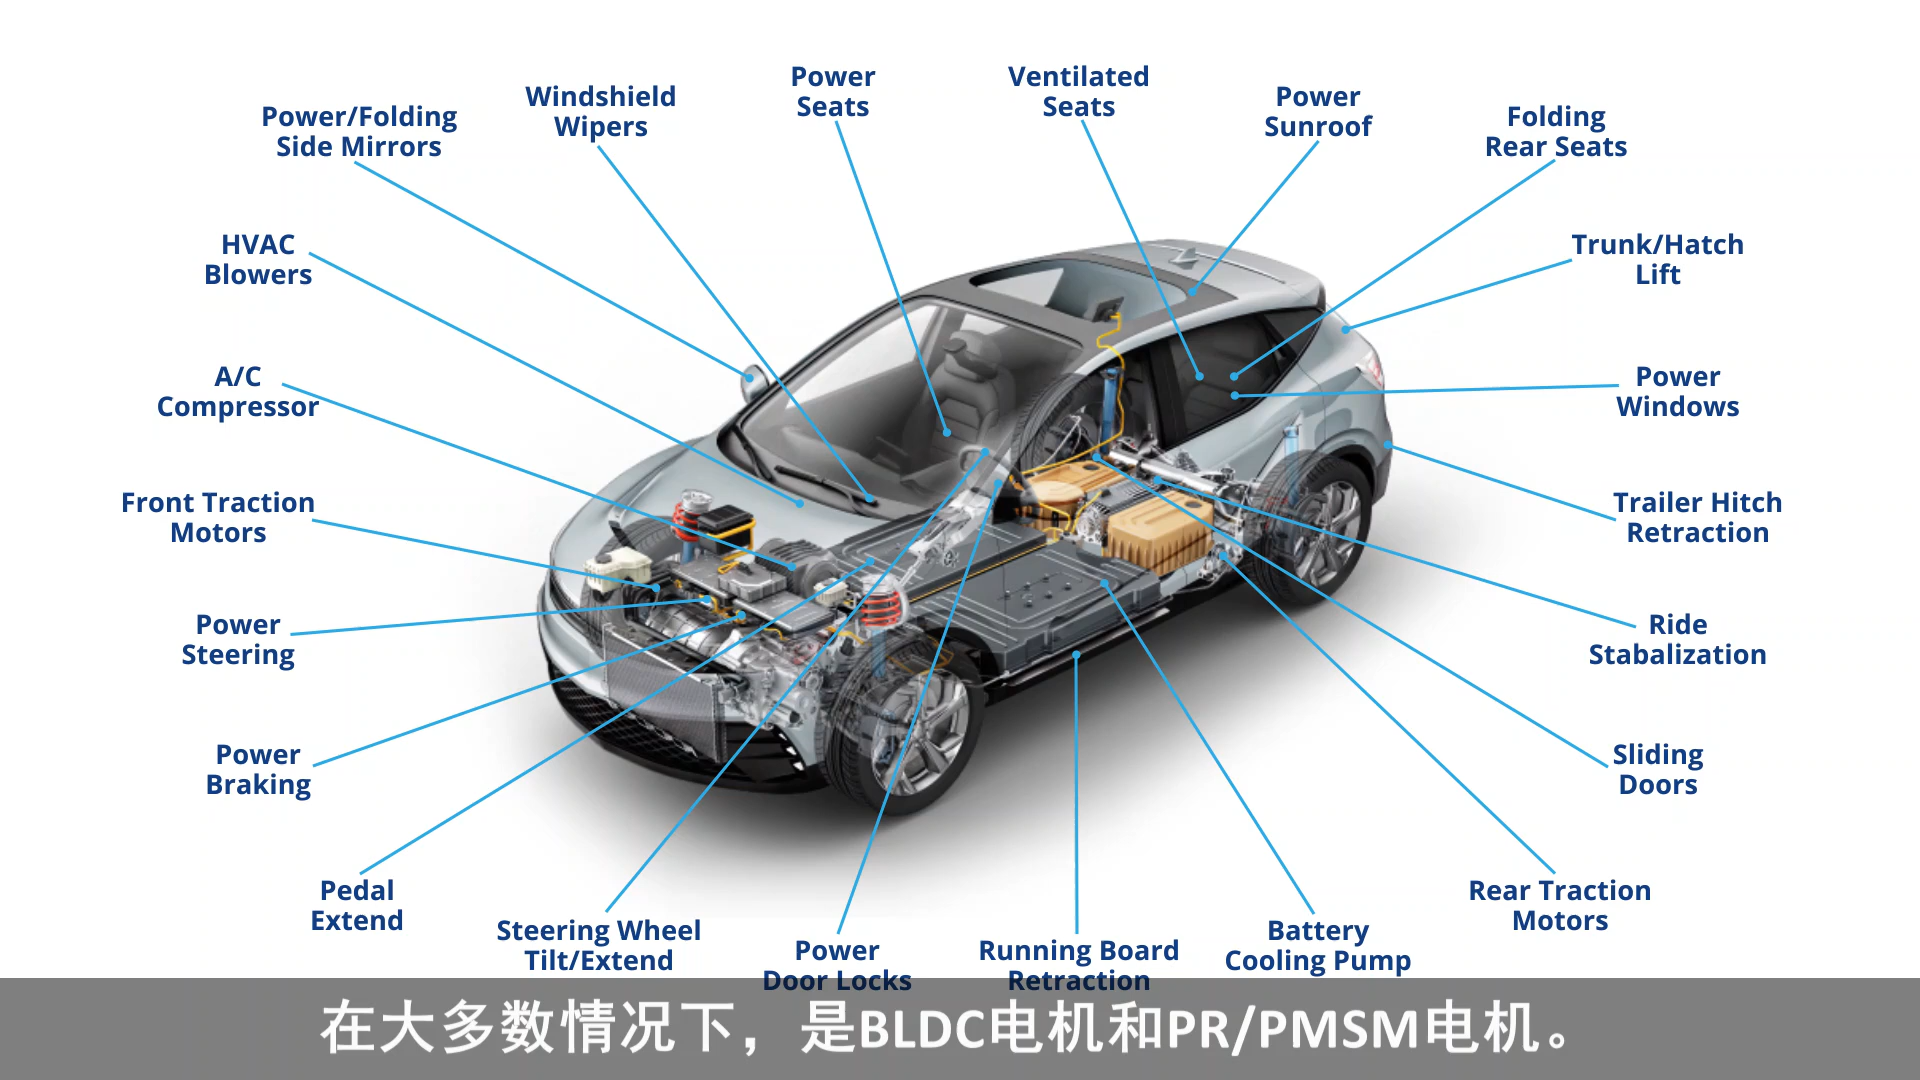 Power/Folding
Side Mirrors
Windshield
Wipers
Power
Seats
Ventilated
Seats
Power
Sunroof
Folding
Rear Seats
HVAC
Blowers
Trunk/Hatch
Lift
A/C
Compressor
Power
Windows
Front Traction
Motors
Trailer Hitch
Retraction
Power
Steering
Ride
Stabalization
Power
Braking
Sliding
Doors
Pedal
Extend
Steering Wheel
Tilt/Extend
Power
Door Locks
Running Board
Retraction
Battery
Cooling Pump
Rear Traction
Motors
在大多数情况下，是BLDC电机和PR/PMSM电机。